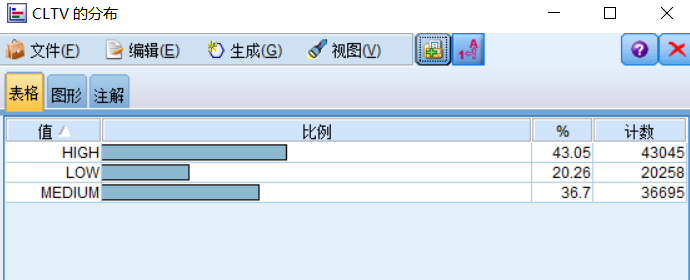 CLTV 的分布
文件(F) 编辑(E) 生成(G) 视图(V)
表格 图形 注解
值 比例 % 计数
HIGH 43.05 43045
LOW 20.26 20258
MEDIUM 36.7 36695